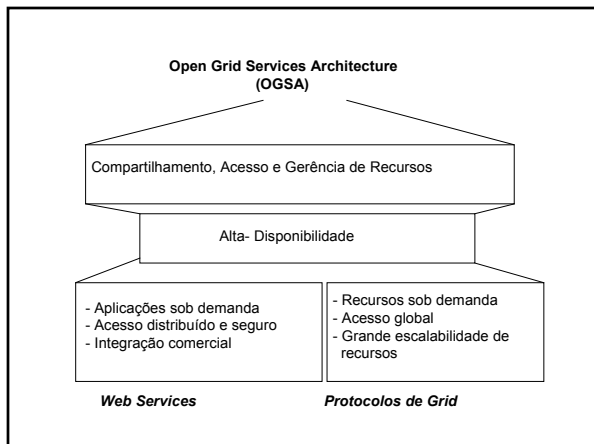 Open Grid Services Architecture
(OGSA)
Compartilhamento, Acesso e Gerência de Recursos
Alta- Disponibilidade
- Aplicações sob demanda
- Acesso distribuído e seguro
- Integração comercial
- Recursos sob demanda
- Acesso global
- Grande escalabilidade de
recursos
Web Services
Protocolos de Grid